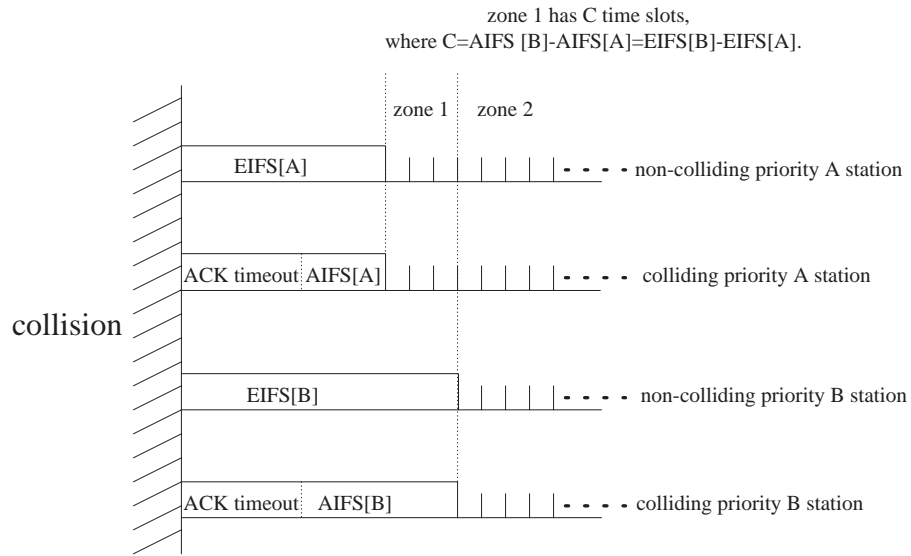 zone 1 has C time slots,
where C=AIFS [B]-AIFS[A]=EIFS[B]-EIFS[A].
zone 1
zone 2
EIFS[A]
non-colliding priority A station
ACK timeout
AIFS[A]
colliding priority A station
collision
EIFS[B]
non-colliding priority B station
ACK timeout
AIFS[B]
colliding priority B station